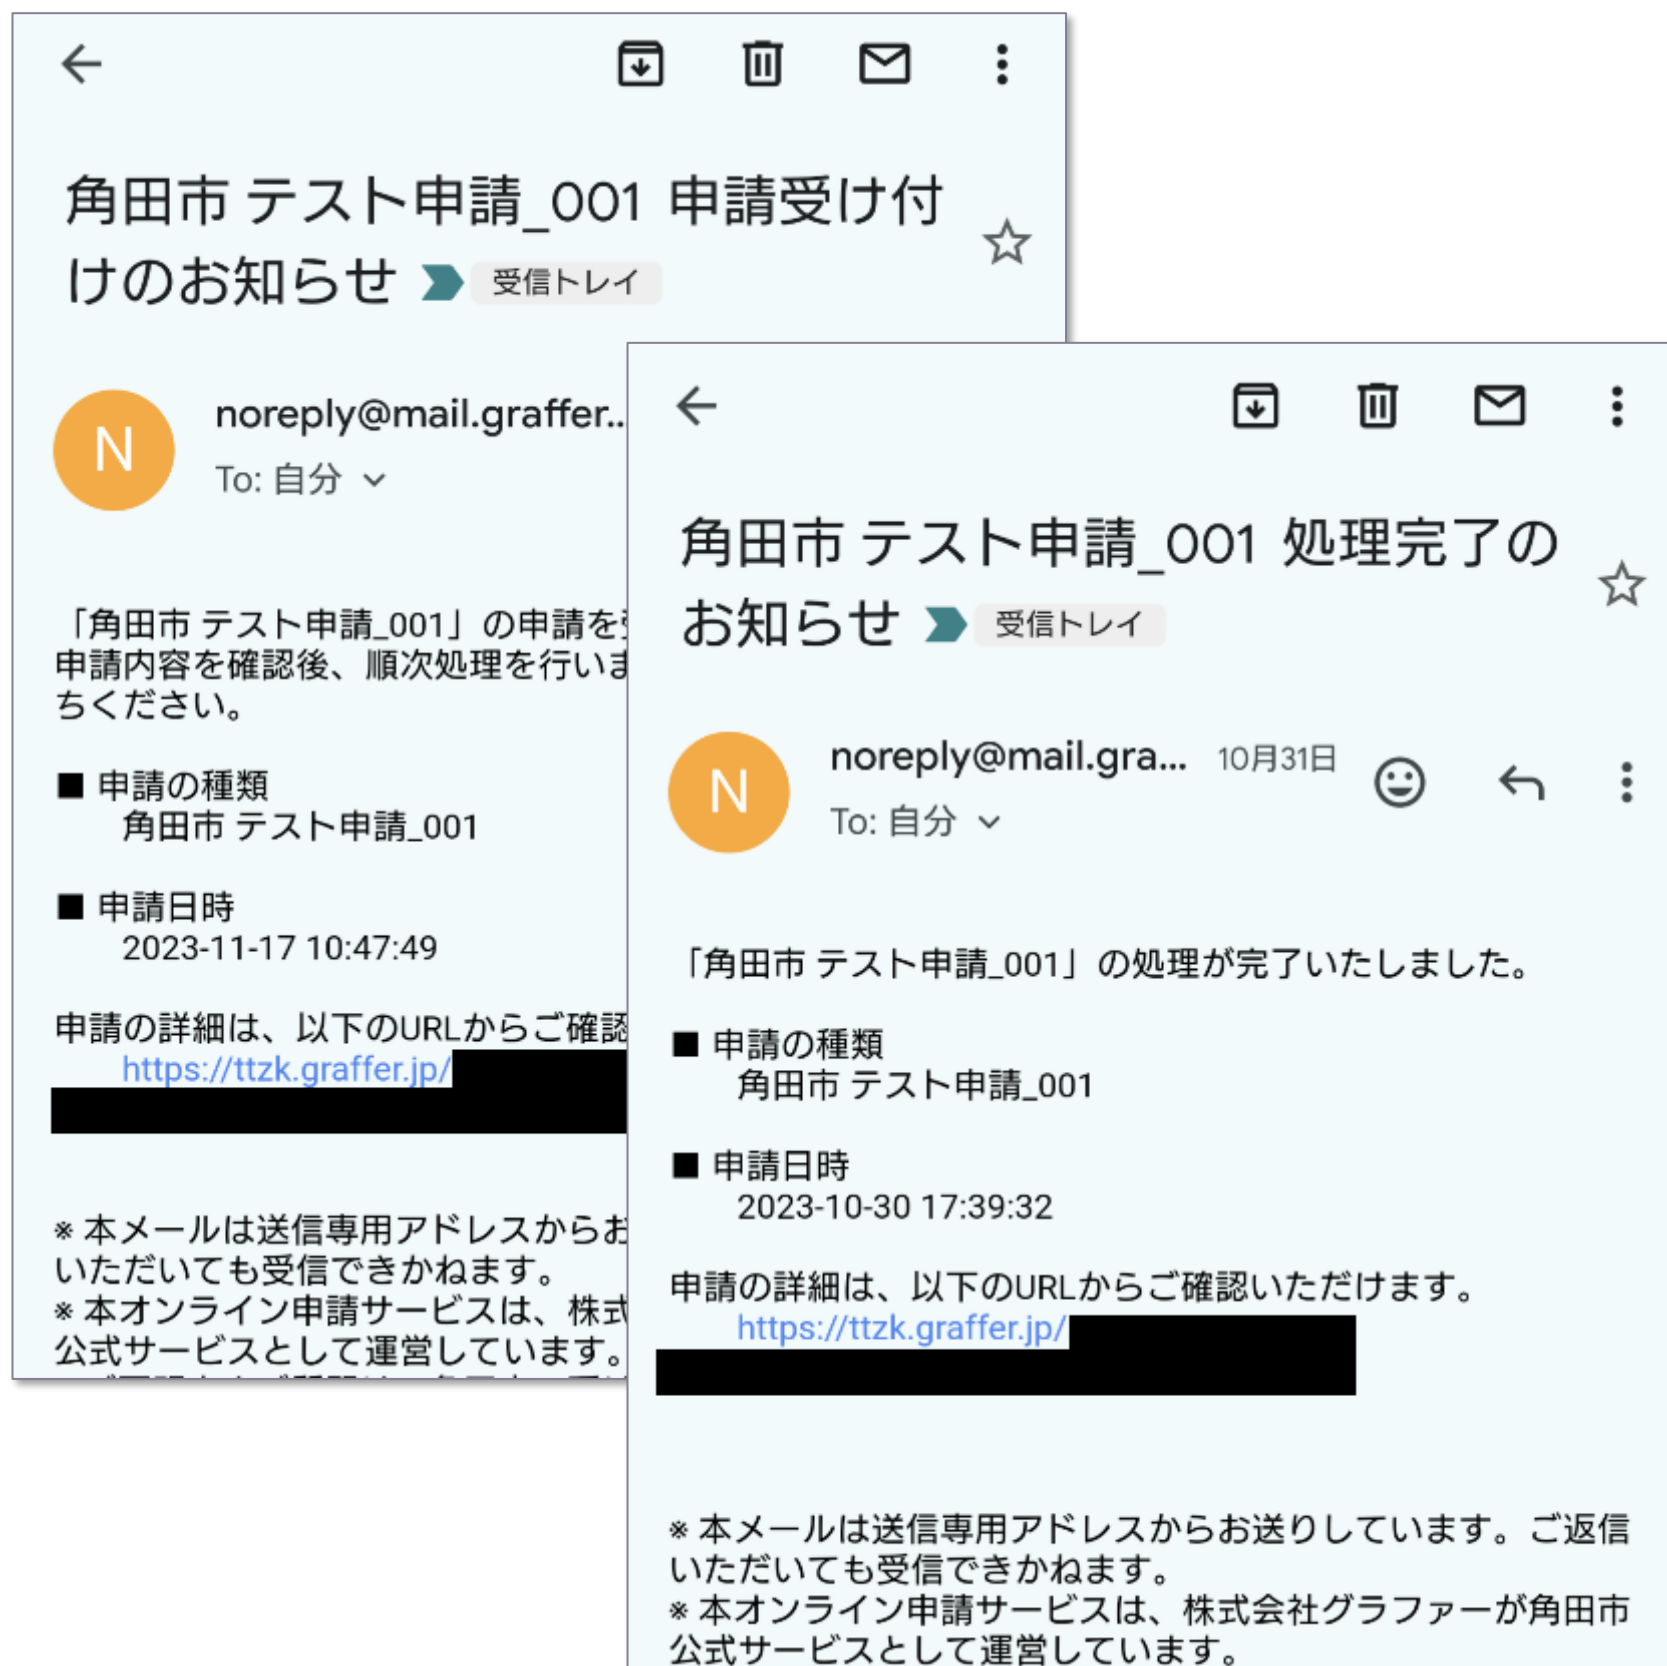 角田市 テスト申請_001 申請受け付
けのお知らせ 受信トレイ
N
noreply@mail.graffer...
To: 自分
「角田市 テスト申請_001」の申請を
申請内容を確認後、順次処理を行いま
ちください。
■ 申請の種類
角田市 テスト申請_001
■ 申請日時
2023-11-17 10:47:49
申請の詳細は、以下のURLからご確認
https://ttzk.graffer.jp/
※ 本メールは送信専用アドレスからお
いただいても受信できかねます。
※ 本オンライン申請サービスは、株式
公式サービスとして運営しています。
角田市 テスト申請_001 処理完了の
お知らせ 受信トレイ
N
noreply@mail.gra... 10月31日
To: 自分
「角田市 テスト申請_001」の処理が完了いたしました。
■ 申請の種類
角田市 テスト申請_001
■ 申請日時
2023-10-30 17:39:32
申請の詳細は、以下のURLからご確認いただけます。
https://ttzk.graffer.jp/
※ 本メールは送信専用アドレスからお送りしています。ご返信
いただいても受信できかねます。
※ 本オンライン申請サービスは、株式会社グラファーが角田市
公式サービスとして運営しています。